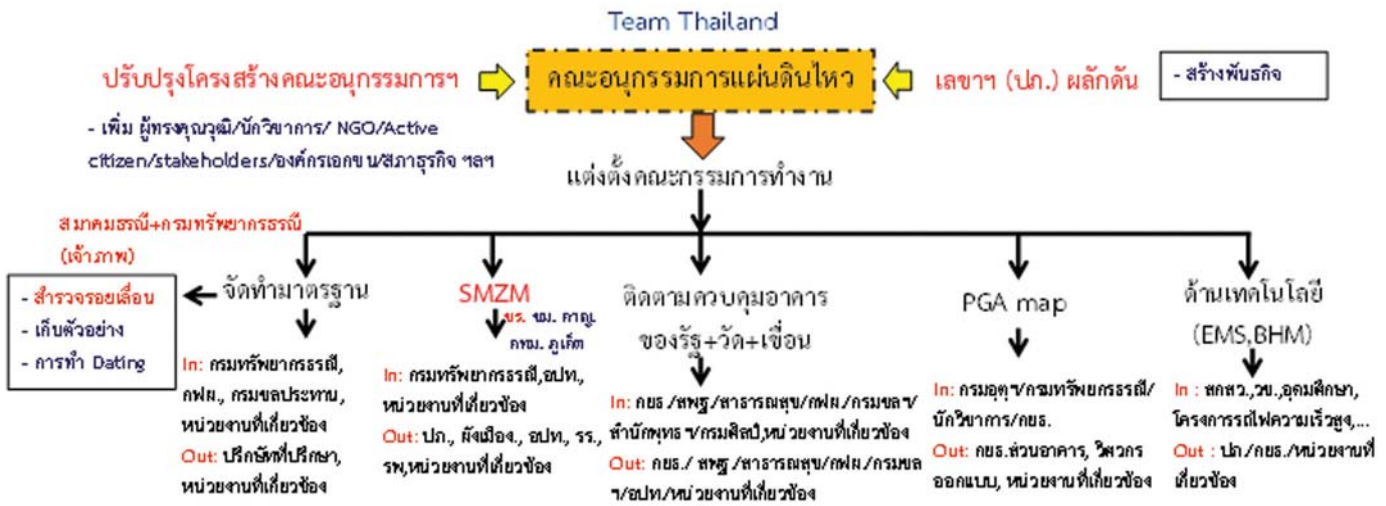 Team Thailand
ปรับปรุงโครงสร้างคณะอนุกรรมการฯ
คณะอนุกรรมการแผ่นดินไหว
เลขาฯ (ปภ.) ผลักดัน
- สร้างพันธกิจ
- เพิ่ม ผู้ทรงคุณวุฒิ/นักวิชาการ/ NGO/Active
citizen/stakeholders/องค์กรเอกชน/สภาธุรกิจ ฯลฯ
แต่งตั้งคณะกรรมการทำงาน
สมาคมธรณี+กรมทรัพยากรธรณี
(เจ้าภาพ)
- สำรวจรอยเลื่อน
- เก็บตัวอย่าง
- การทำ Dating
จัดทำมาตรฐาน
In: กรมทรัพยากรธรณี,
กฟผ., กรมชลประทาน,
หน่วยงานที่เกี่ยวข้อง
Out: บริษัทที่ปรึกษา,
หน่วยงานที่เกี่ยวข้อง
SMZM
ชร. ชม. กาญ.
กทม. ภูเก็ต
In: กรมทรัพยากรธรณี,อปท.,
หน่วยงานที่เกี่ยวข้อง
Out: ปภ., ผังเมือง., อปท., รร.,
รพ,หน่วยงานที่เกี่ยวข้อง
ติดตามควบคุมอาคาร
ของรัฐ+วัด+เขื่อน
In: กยธ./สพฐ/สาธารณสุข/กฟผ/กรมชลฯ/
สำนักพุทธฯ/กรมศิลป์,หน่วยงานที่เกี่ยวข้อง
Out: กยธ./ สพฐ/สาธารณสุข/กฟผ/กรมชล
ฯ/อปท/หน่วยงานที่เกี่ยวข้อง
PGA map
In: กรมอุตุฯ/กรมทรัพยกรธรณี/
นักวิชาการ/กยธ.
Out: กยธ.ส่วนอาคาร, วิศวกร
ออกแบบ, หน่วยงานที่เกี่ยวข้อง
ด้านเทคโนโลยี
(EMS,BHM)
In : สกสว.,วช.,อุดมศึกษา,
โครงการรถไฟความเร็วสูง,...
Out : ปภ/กยธ./หน่วยงานที่
เกี่ยวข้อง